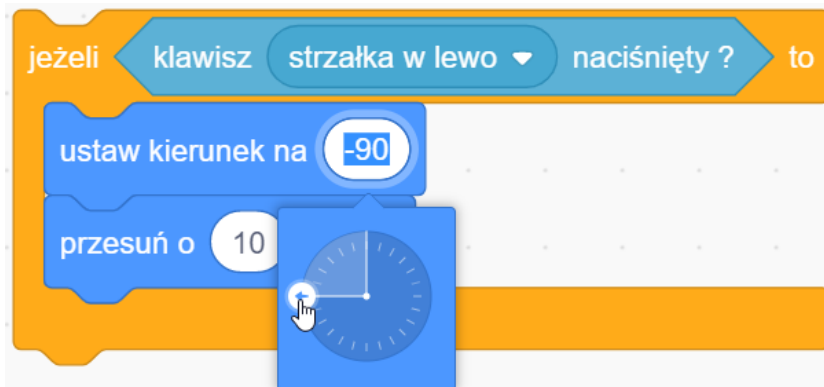 jeżeli klawisz strzałka w lewo naciśnięty ? to
ustaw kierunek na -90
przesuń o 10